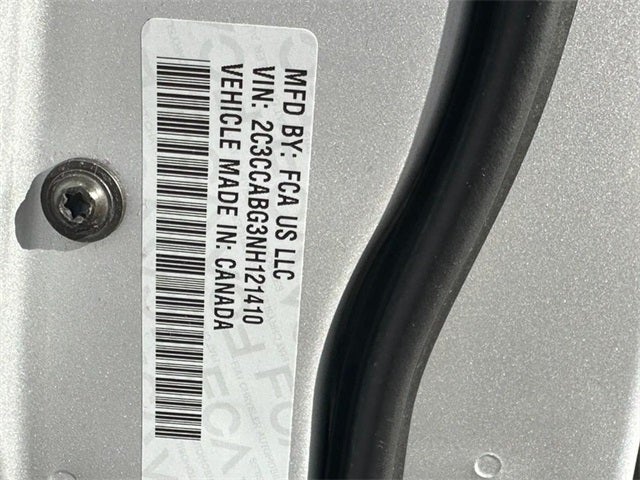 MFD BY: FCA US LLC
VIN: 2C3CCABG3NH121410
VEHICLE MADE IN: CANADA